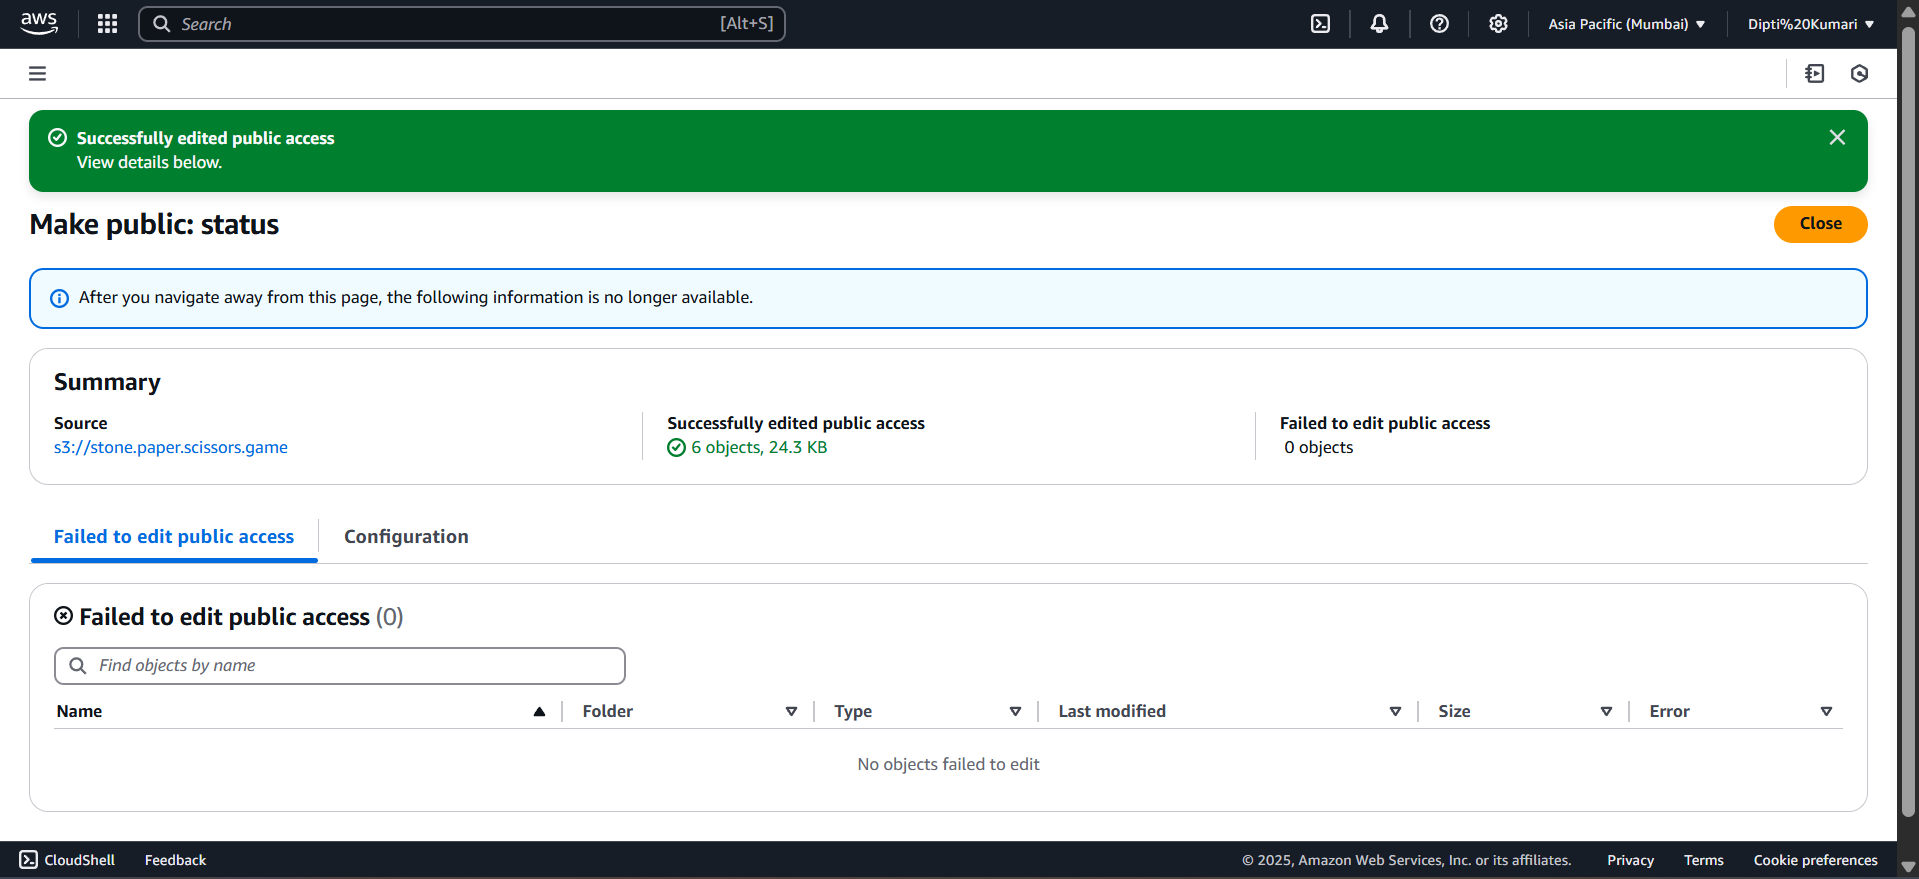 aws Search [Alt+S] Asia Pacific (Mumbai) Dipti%20Kumari
Successfully edited public access
View details below.
Make public: status
Close
After you navigate away from this page, the following information is no longer available.
Summary
Source
s3://stone.paper.scissors.game
Successfully edited public access
6 objects, 24.3 KB
Failed to edit public access
0 objects
Failed to edit public access Configuration
Failed to edit public access (0)
Find objects by name
Name Folder Type Last modified Size Error
No objects failed to edit
CloudShell Feedback © 2025, Amazon Web Services, Inc. or its affiliates. Privacy Terms Cookie preferences